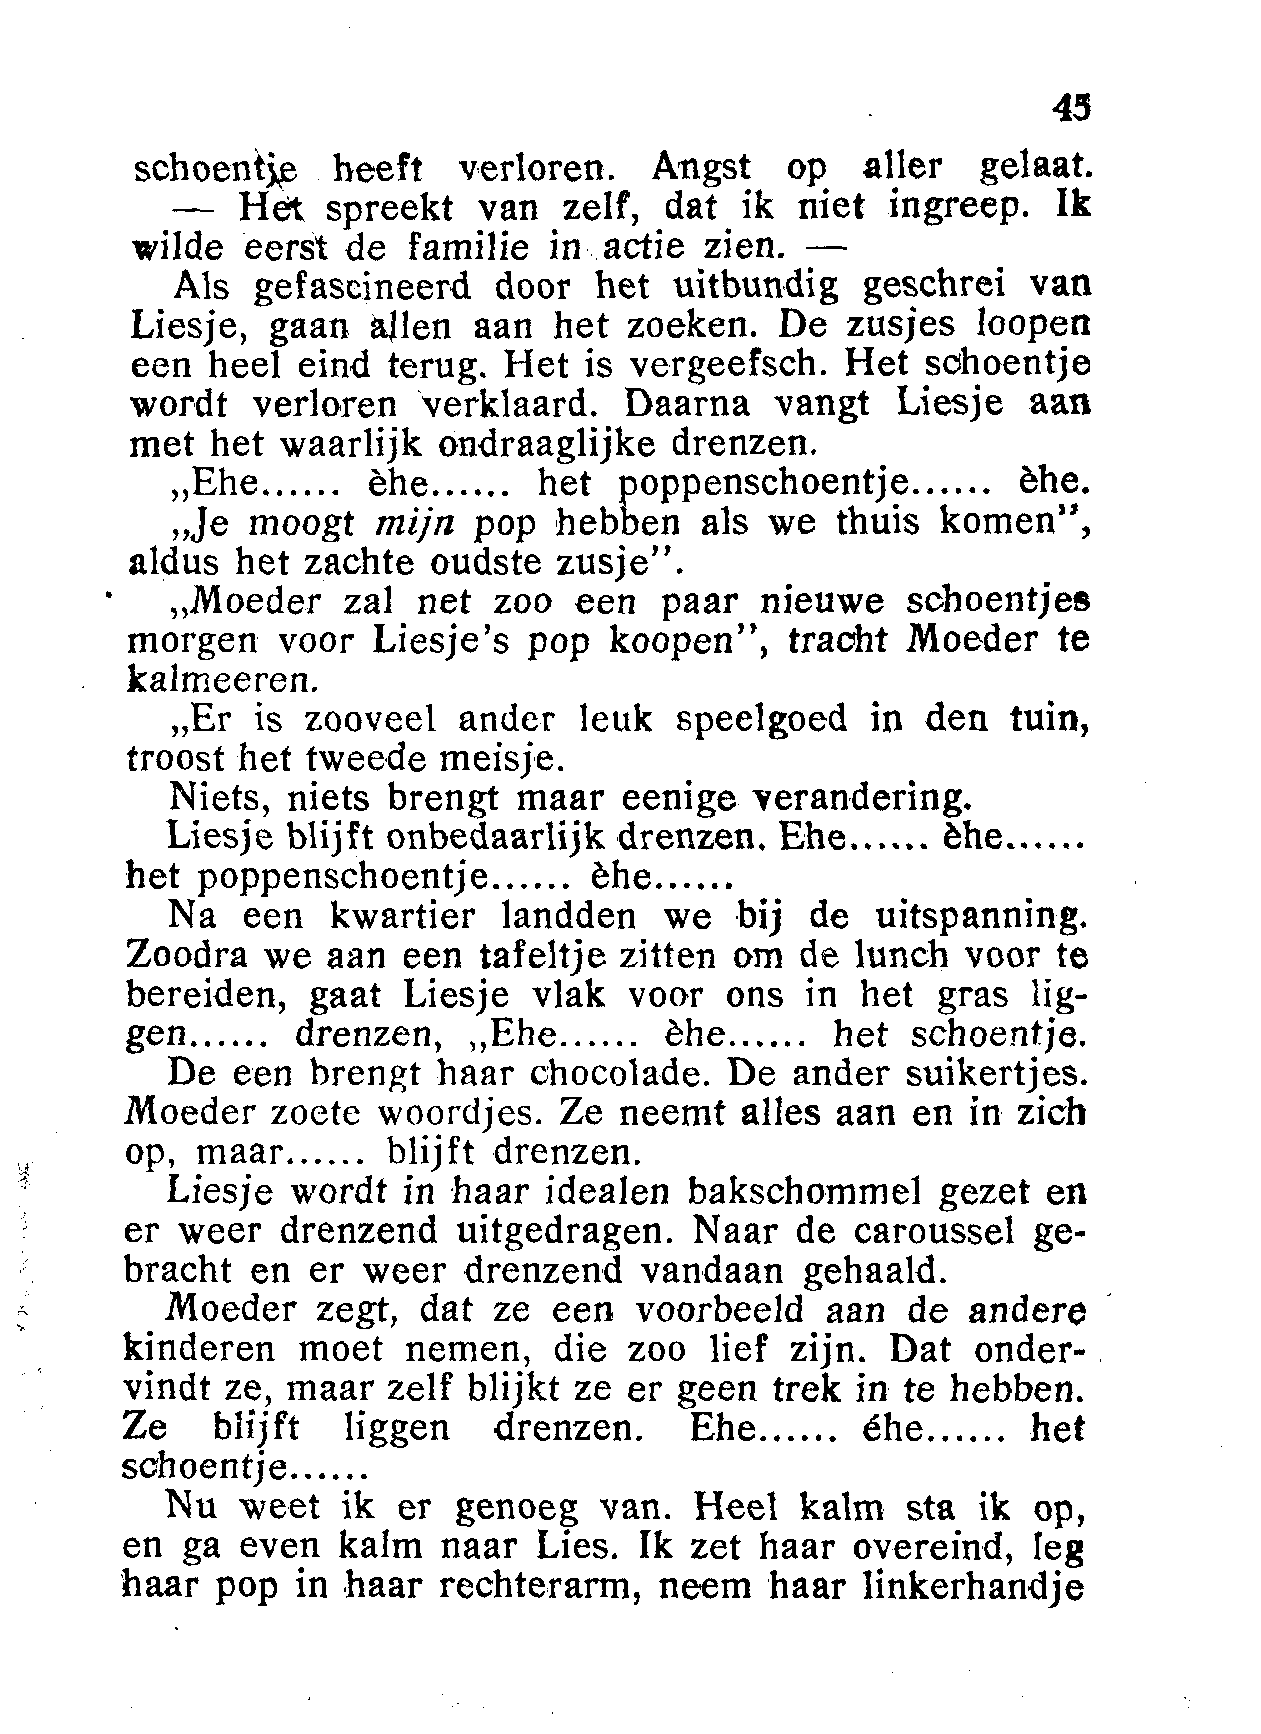 45
schoentje heeft verloren. Angst op aller gelaat.
— Het spreekt van zelf, dat ik niet ingreep. Ik
wilde eerst de familie in actie zien. —
Als gefascineerd door het uitbundig geschrei van
Liesje, gaan allen aan het zoeken. De zusjes loopen
een heel eind terug. Het is vergeefsch. Het schoentje
wordt verloren verklaard. Daarna vangt Liesje aan
met het waarlijk ondraaglijke drenzen.
„Ehe...... èhe...... het poppenschoentje...... èhe.
„Je moogt mijn pop hebben als we thuis komen”,
aldus het zachte oudste zusje”.
„Moeder zal net zoo een paar nieuwe schoentjes
morgen voor Liesje's pop koopen”, tracht Moeder te
kalmeeren.
„Er is zooveel ander leuk speelgoed in den tuin,
troost het tweede meisje.
Niets, niets brengt maar eenige verandering.
Liesje blijft onbedaarlijk drenzen. Ehe...... èhe......
het poppenschoentje...... èhe......
Na een kwartier landden we bij de uitspanning.
Zoodra we aan een tafeltje zitten om de lunch voor te
bereiden, gaat Liesje vlak voor ons in het gras lig-
gen...... drenzen, „Ehe...... èhe...... het schoentje.
De een brengt haar chocolade. De ander suikertjes.
Moeder zoete woordjes. Ze neemt alles aan en in zich
op, maar...... blijft drenzen.
Liesje wordt in haar idealen bakschommel gezet en
er weer drenzend uitgedragen. Naar de caroussel ge-
bracht en er weer drenzend vandaan gehaald.
Moeder zegt, dat ze een voorbeeld aan de andere
kinderen moet nemen, die zoo lief zijn. Dat onder-
vindt ze, maar zelf blijkt ze er geen trek in te hebben.
Ze blijft liggen drenzen. Ehe...... éhe...... het
schoentje......
Nu weet ik er genoeg van. Heel kalm sta ik op,
en ga even kalm naar Lies. Ik zet haar overeind, leg
haar pop in haar rechterarm, neem haar linkerhandje